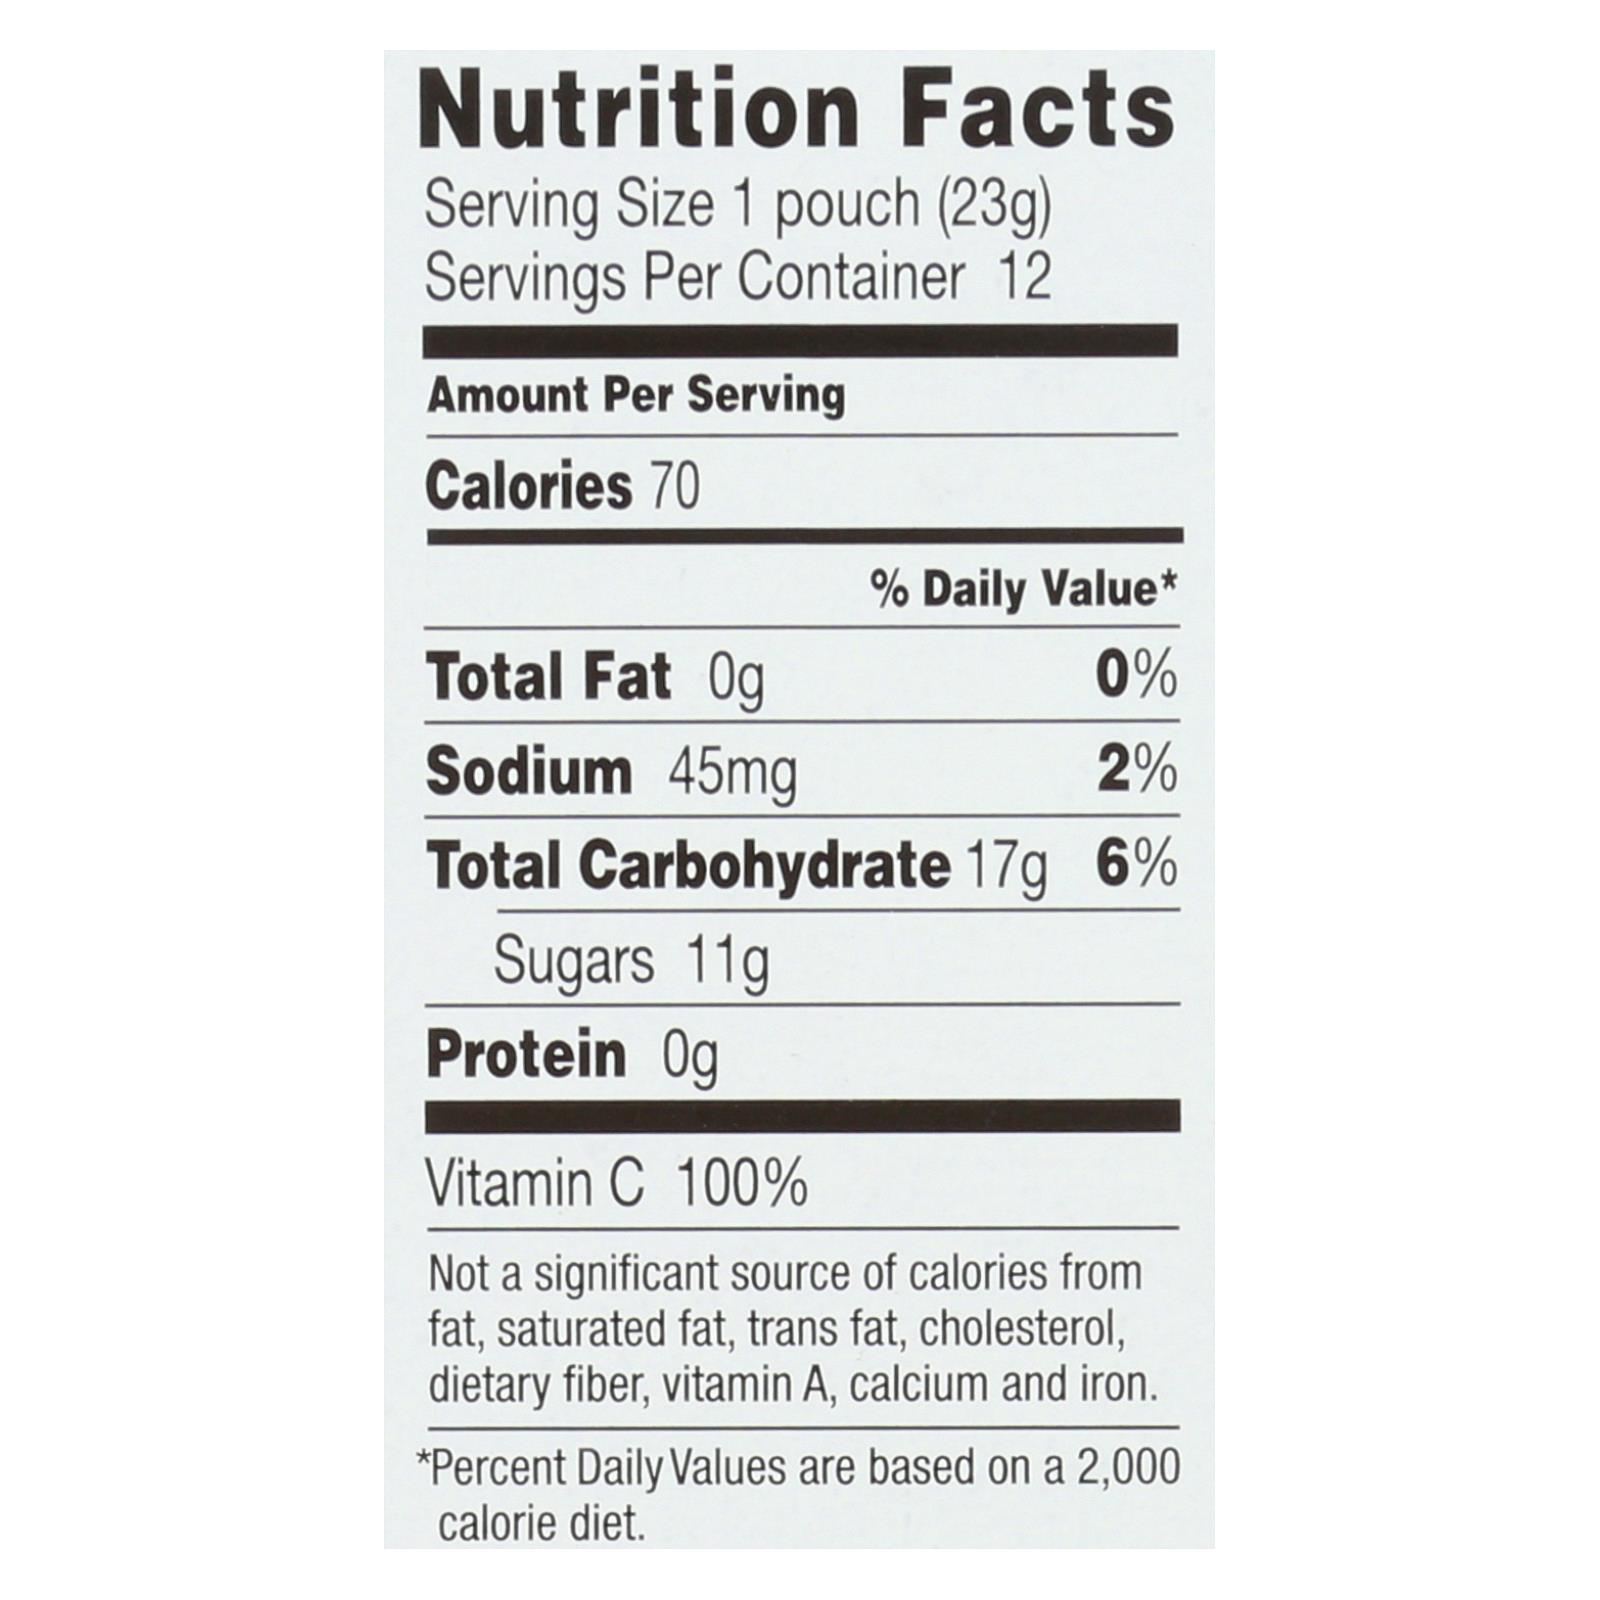 Nutrition Facts
Serving Size 1 pouch (23g)
Servings Per Container 12
Amount Per Serving
Calories 70
% Daily Value*
Total Fat 0g 0%
Sodium 45mg 2%
Total Carbohydrate 17g 6%
Sugars 11g
Protein 0g
Vitamin C 100%
Not a significant source of calories from
fat, saturated fat, trans fat, cholesterol,
dietary fiber, vitamin A, calcium and iron.
*Percent Daily Values are based on a 2,000
calorie diet.